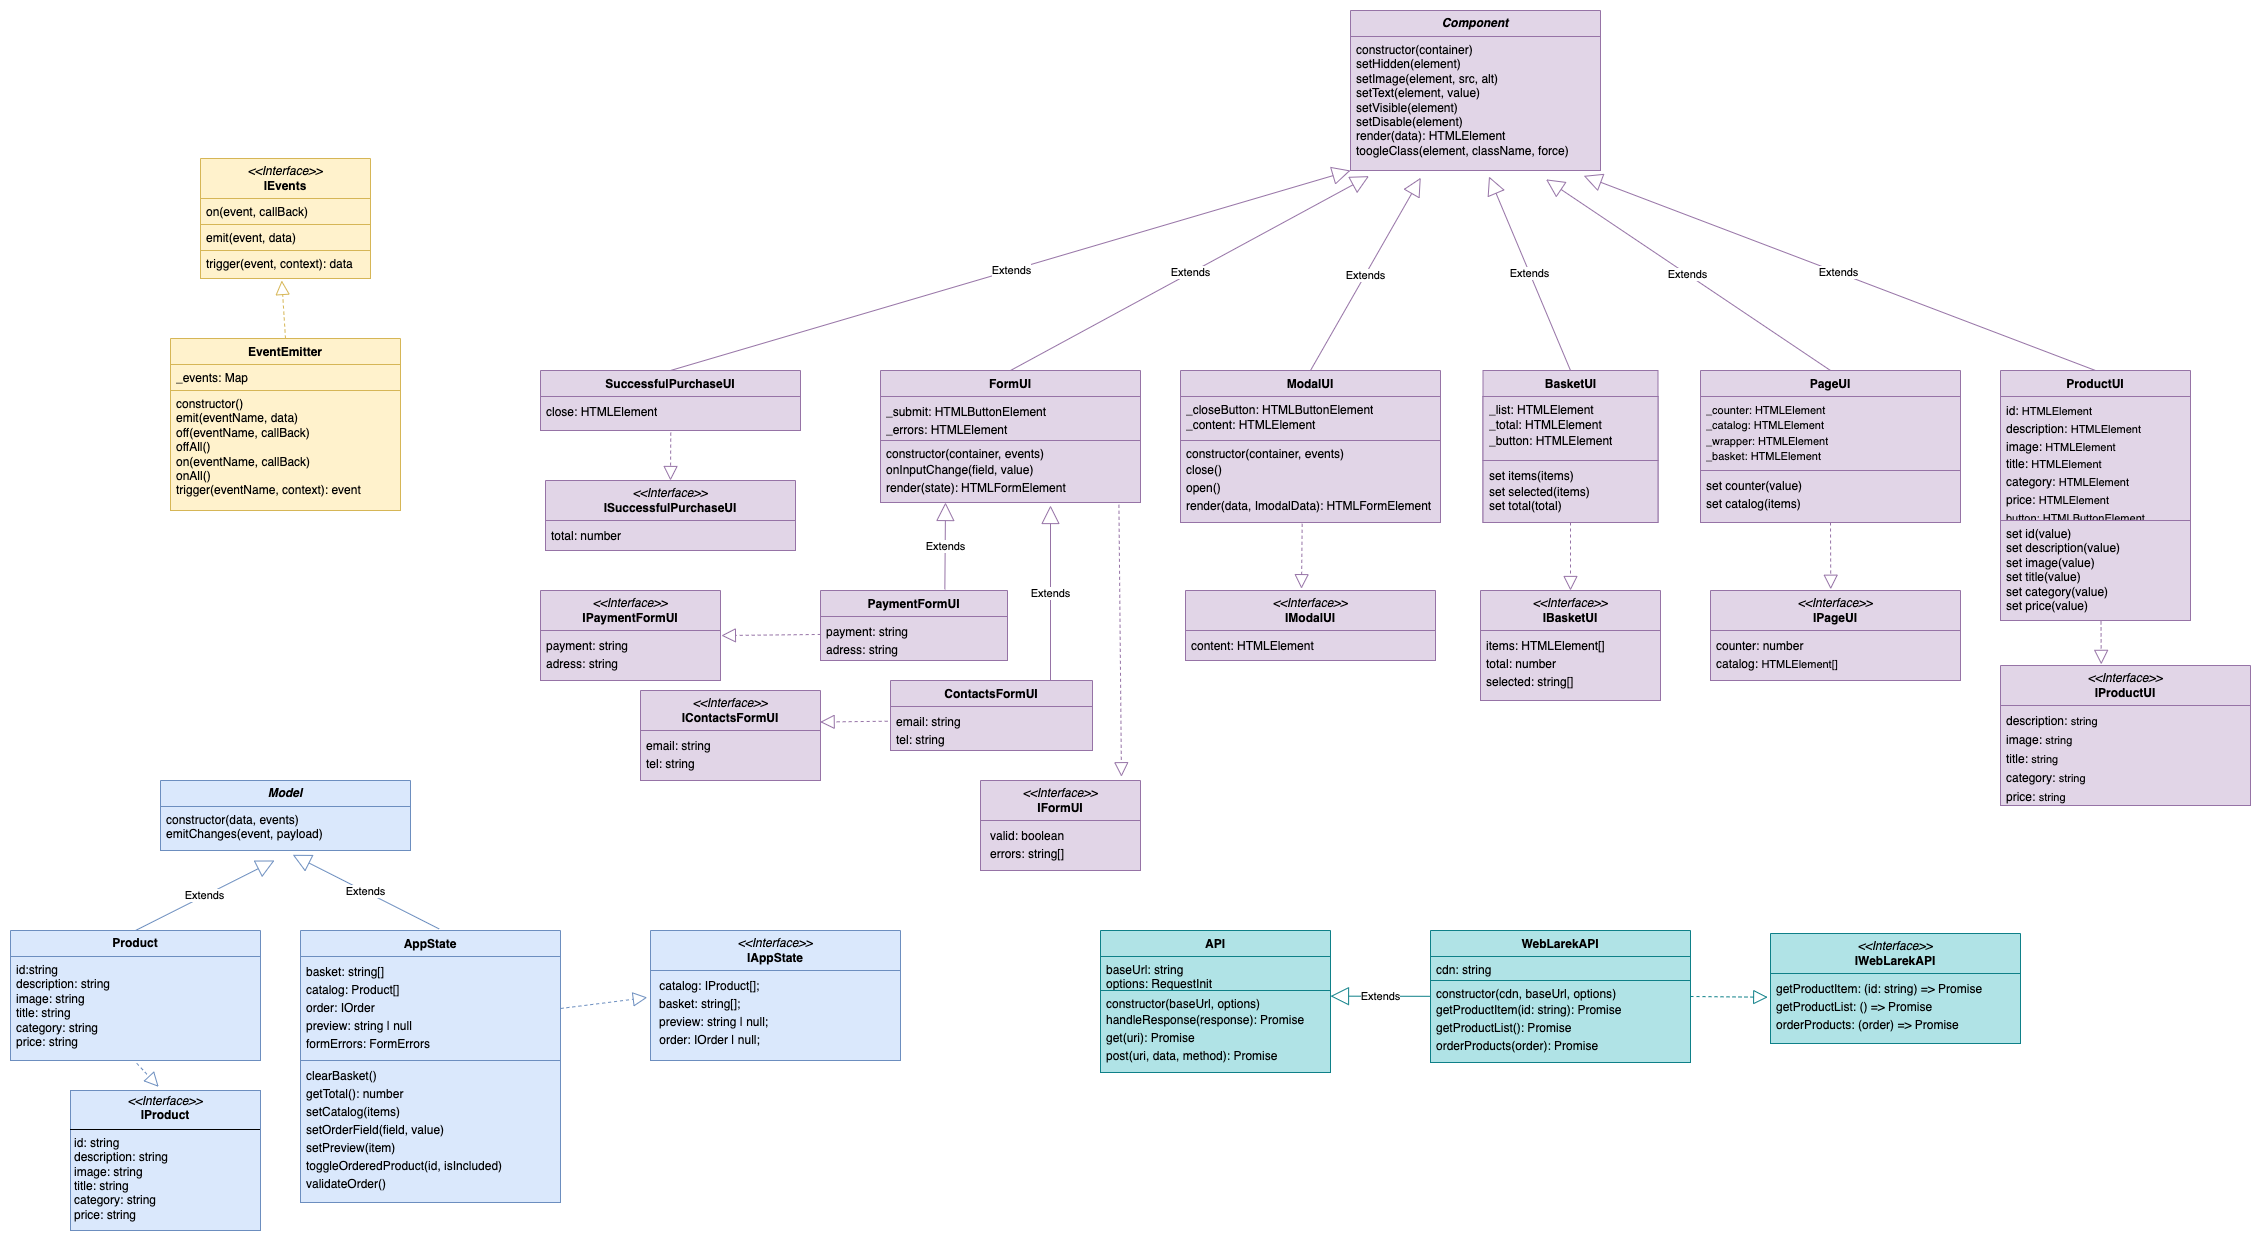 Component
constructor(container)
setHidden(element)
setImage(element, src, alt)
setText(element, value)
setVisible(element)
setDisable(element)
render(data): HTMLElement
toogleClass(element, className, force)
<<Interface>>
IEvents
on(event, callBack)
emit(event, data)
trigger(event, context): data
EventEmitter
_events: Map
constructor()
emit(eventName, data)
off(eventName, callBack)
offAll()
on(eventName, callBack)
onAll()
trigger(eventName, context): event
Extends
Extends
Extends
Extends
Extends
Extends
SuccessfulPurchaseUI
close: HTMLElement
<<Interface>>
ISuccessfulPurchaseUI
total: number
FormUI
_submit: HTMLButtonElement
_errors: HTMLElement
constructor(container, events)
onInputChange(field, value)
render(state): HTMLFormElement
Extends
Extends
ModalUI
_closeButton: HTMLButtonElement
_content: HTMLElement
constructor(container, events)
close()
open()
render(data, ImodalData): HTMLFormElement
BasketUI
_list: HTMLElement
_total: HTMLElement
_button: HTMLElement
set items(items)
set selected(items)
set total(total)
PageUI
_counter: HTMLElement
_catalog: HTMLElement
_wrapper: HTMLElement
_basket: HTMLElement
set counter(value)
set catalog(items)
ProductUI
id: HTMLElement
description: HTMLElement
image: HTMLElement
title: HTMLElement
category: HTMLElement
price: HTMLElement
button: HTMLButtonElement
set id(value)
set description(value)
set image(value)
set title(value)
set category(value)
set price(value)
<<Interface>>
IPaymentFormUI
payment: string
adress: string
PaymentFormUI
payment: string
adress: string
<<Interface>>
IContactsFormUI
email: string
tel: string
ContactsFormUI
email: string
tel: string
<<Interface>>
IFormUI
valid: boolean
errors: string[]
<<Interface>>
IModalUI
content: HTMLElement
<<Interface>>
IBasketUI
items: HTMLElement[]
total: number
selected: string[]
<<Interface>>
IPageUI
counter: number
catalog: HTMLElement[]
<<Interface>>
IProductUI
description: string
image: string
title: string
category: string
price: string
Model
constructor(data, events)
emitChanges(event, payload)
Extends
Extends
Product
id:string
description: string
image: string
title: string
category: string
price: string
<<Interface>>
IProduct
id: string
description: string
image: string
title: string
category: string
price: string
AppState
basket: string[]
catalog: Product[]
order: IOrder
preview: string | null
formErrors: FormErrors
clearBasket()
getTotal(): number
setCatalog(items)
setOrderField(field, value)
setPreview(item)
toggleOrderedProduct(id, isIncluded)
validateOrder()
<<Interface>>
IAppState
catalog: IProduct[];
basket: string[];
preview: string | null;
order: IOrder | null;
API
baseUrl: string
options: RequestInit
constructor(baseUrl, options)
handleResponse(response): Promise
get(uri): Promise
post(uri, data, method): Promise
Extends
WebLarekAPI
cdn: string
constructor(cdn, baseUrl, options)
getProductItem(id: string): Promise
getProductList(): Promise
orderProducts(order): Promise
<<Interface>>
IWebLarekAPI
getProductItem: (id: string) => Promise
getProductList: () => Promise
orderProducts: (order) => Promise